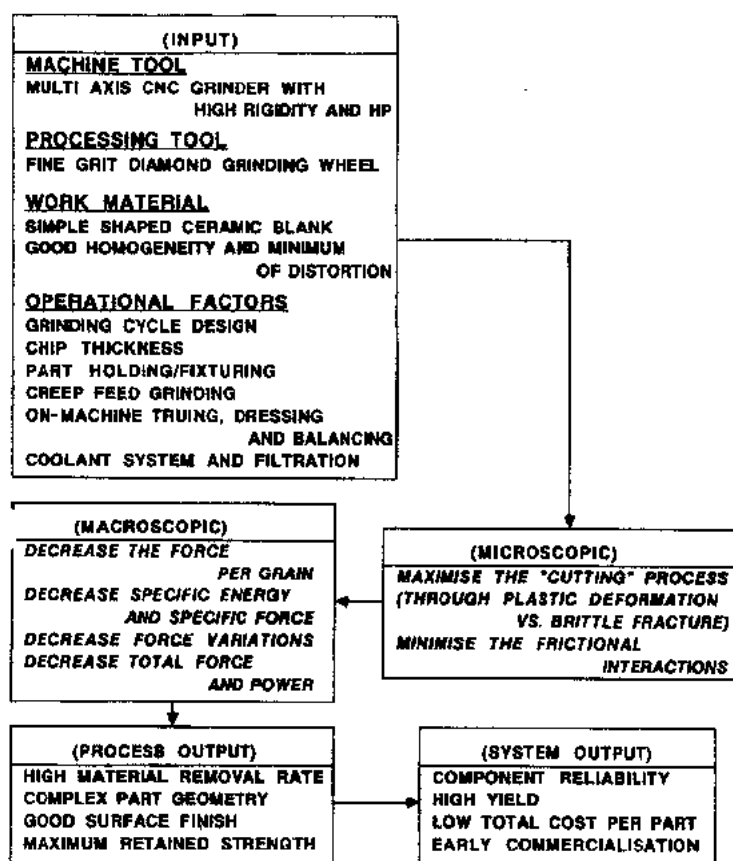 (INPUT)
MACHINE TOOL
MULTI AXIS CNC GRINDER WITH
HIGH RIGIDITY AND HP
PROCESSING TOOL
FINE GRIT DIAMOND GRINDING WHEEL
WORK MATERIAL
SIMPLE SHAPED CERAMIC BLANK
GOOD HOMOGENEITY AND MINIMUM
OF DISTORTION
OPERATIONAL FACTORS
GRINDING CYCLE DESIGN
CHIP THICKNESS
PART HOLDING/FIXTURING
CREEP FEED GRINDING
ON-MACHINE TRUING, DRESSING
AND BALANCING
COOLANT SYSTEM AND FILTRATION
(MACROSCOPIC)
DECREASE THE FORCE
PER GRAIN
DECREASE SPECIFIC ENERGY
AND SPECIFIC FORCE
DECREASE FORCE VARIATIONS
DECREASE TOTAL FORCE
AND POWER
(MICROSCOPIC)
MAXIMISE THE "CUTTING" PROCESS
(THROUGH PLASTIC DEFORMATION
VS. BRITTLE FRACTURE)
MINIMISE THE FRICTIONAL
INTERACTIONS
(PROCESS OUTPUT)
HIGH MATERIAL REMOVAL RATE
COMPLEX PART GEOMETRY
GOOD SURFACE FINISH
MAXIMUM RETAINED STRENGTH
(SYSTEM OUTPUT)
COMPONENT RELIABILITY
HIGH YIELD
LOW TOTAL COST PER PART
EARLY COMMERCIALISATION